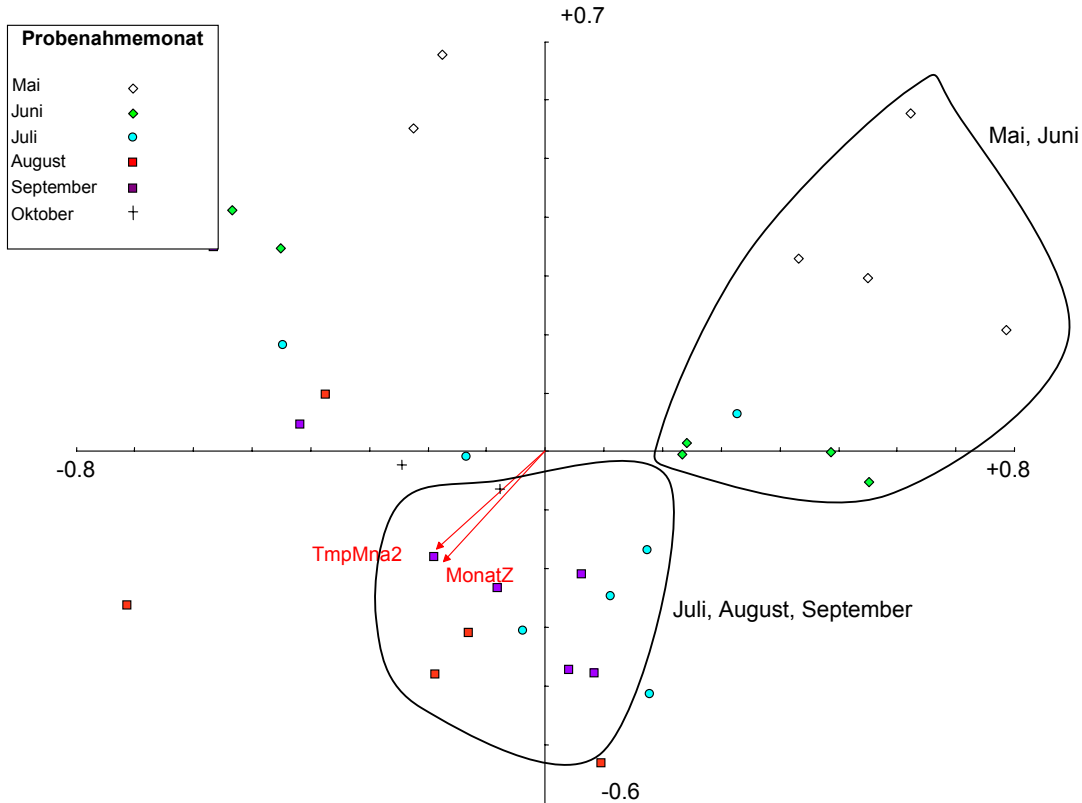 +0.7
Probenahmemonat
Mai
Juni
Juli
August
September
Oktober
Mai, Juni
-0.8
+0.8
TmpMna2
MonatZ
Juli, August, September
-0.6